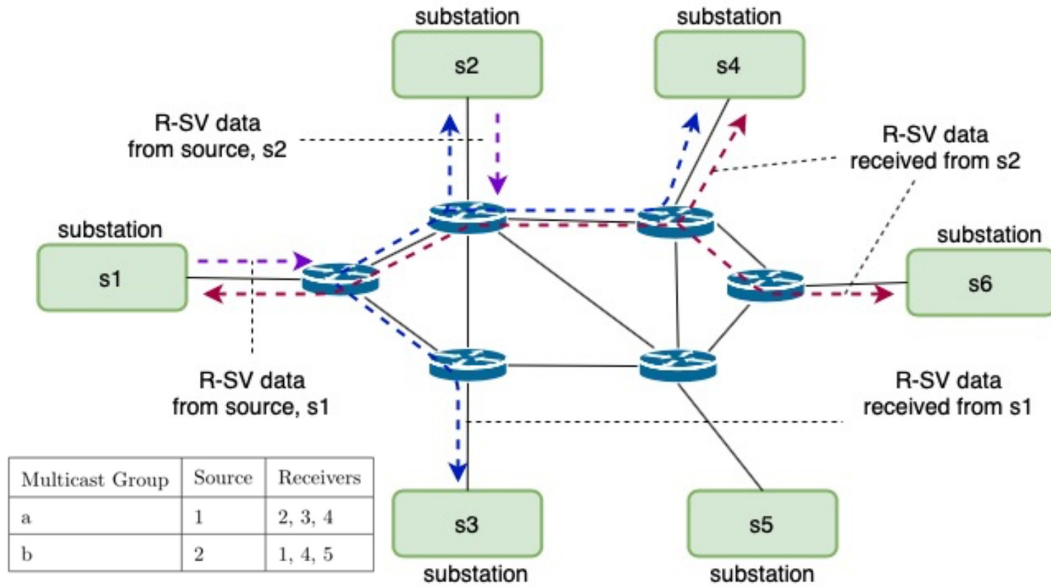 substation
substation
s2
s4
R-SV data
from source, s2
R-SV data
received from s2
substation
substation
s1
s6
R-SV data
from source, s1
R-SV data
received from s1
Multicast Group Source Receivers
a 1 2, 3, 4
b 2 1, 4, 5
s3
s5
substation
substation